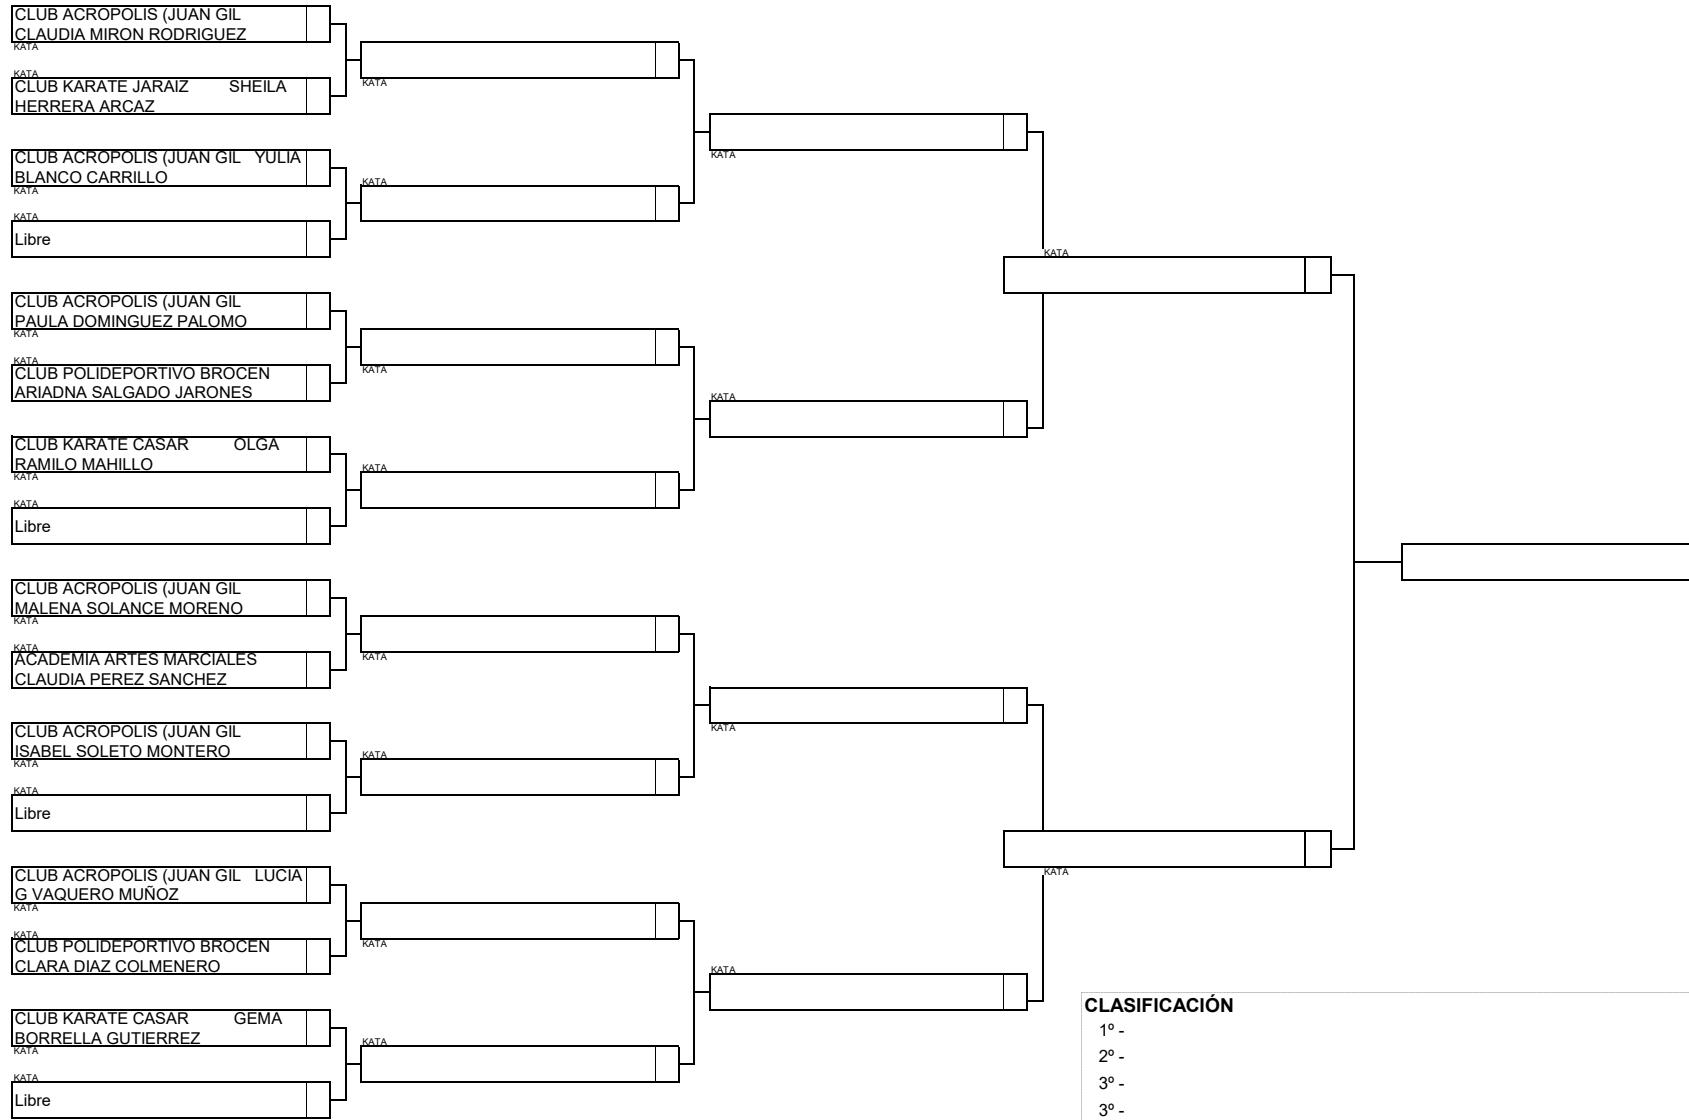 CLUB ACROPOLIS (JUAN GIL
CLAUDIA MIRON RODRIGUEZ
KATA
KATA
CLUB KARATE JARAIZ SHEILA
HERRERA ARCAZ
CLUB ACROPOLIS (JUAN GIL YULIA
BLANCO CARRILLO
KATA
KATA
Libre
CLUB ACROPOLIS (JUAN GIL
PAULA DOMINGUEZ PALOMO
KATA
KATA
CLUB POLIDEPORTIVO BROCEN
ARIADNA SALGADO JARONES
CLUB KARATE CASAR OLGA
RAMILO MAHILLO
KATA
KATA
Libre
CLUB ACROPOLIS (JUAN GIL
MALENA SOLANCE MORENO
KATA
KATA
ACADEMIA ARTES MARCIALES
CLAUDIA PEREZ SANCHEZ
CLUB ACROPOLIS (JUAN GIL
ISABEL SOLETO MONTERO
KATA
KATA
Libre
CLUB ACROPOLIS (JUAN GIL LUCIA
G VAQUERO MUÑOZ
KATA
KATA
CLUB POLIDEPORTIVO BROCEN
CLARA DIAZ COLMENERO
CLUB KARATE CASAR GEMA
BORRELLA GUTIERREZ
KATA
KATA
Libre
KATA
KATA
KATA
KATA
KATA
KATA
KATA
KATA
KATA
KATA
KATA
KATA
KATA
KATA
CLASIFICACIÓN
1º -
2º -
3º -
3º -